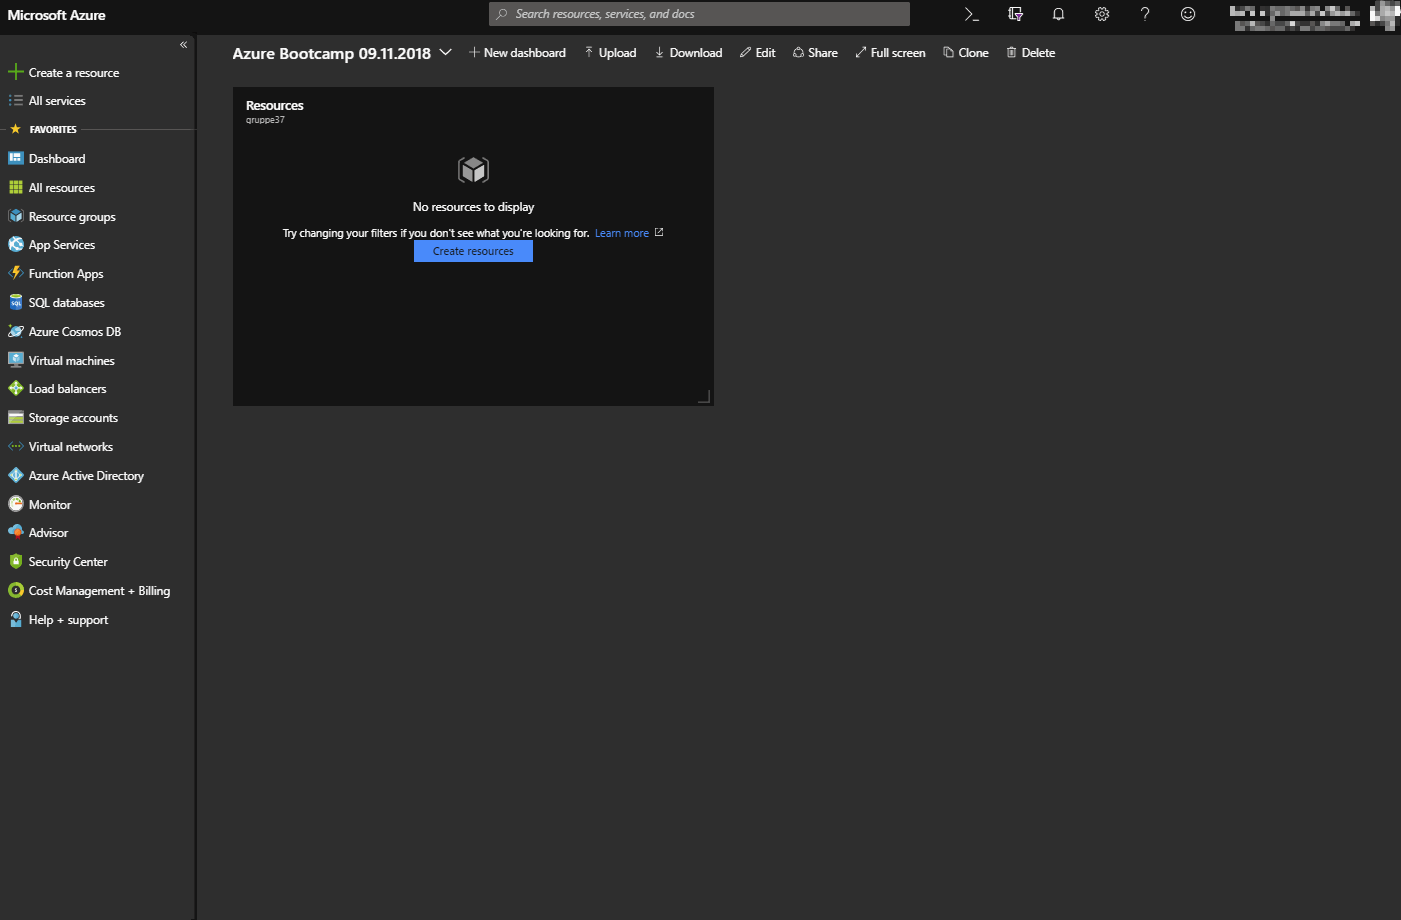 Microsoft Azure
Search resources, services, and docs
Create a resource
All services
FAVORITES
Dashboard
All resources
Resource groups
App Services
Function Apps
SQL databases
Azure Cosmos DB
Virtual machines
Load balancers
Storage accounts
Virtual networks
Azure Active Directory
Monitor
Advisor
Security Center
Cost Management + Billing
Help + support
Azure Bootcamp 09.11.2018
New dashboard
Upload
Download
Edit
Share
Full screen
Clone
Delete
Resources
gruppe37
No resources to display
Try changing your filters if you don't see what you're looking for. Learn more
Create resources